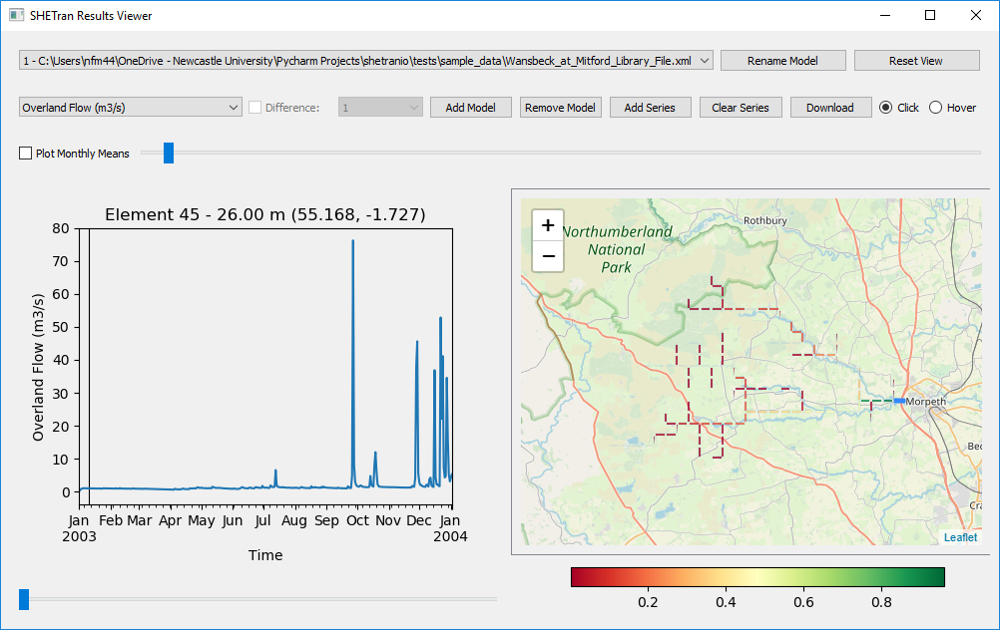 SHETran Results Viewer
1 - C:\Users\nfm44\OneDrive - Newcastle University\Pycharm Projects\shetranio\tests\sample_data\Wansbeck_at_Mitford_Library_File.xml
Rename Model
Reset View
Overland Flow (m3/s)
Difference:
1
Add Model
Remove Model
Add Series
Clear Series
Download
Click
Hover
Plot Monthly Means
Element 45 - 26.00 m (55.168, -1.727)
80
70
60
50
40
30
20
10
0
Overland Flow (m3/s)
Jan Feb Mar Apr May Jun Jul Aug Sep Oct Nov Dec Jan
2003 2004
Time
+
−
Rothbury
Northumberland
National
Park
Morpeth
Be
Cra
Leaflet
0.2 0.4 0.6 0.8